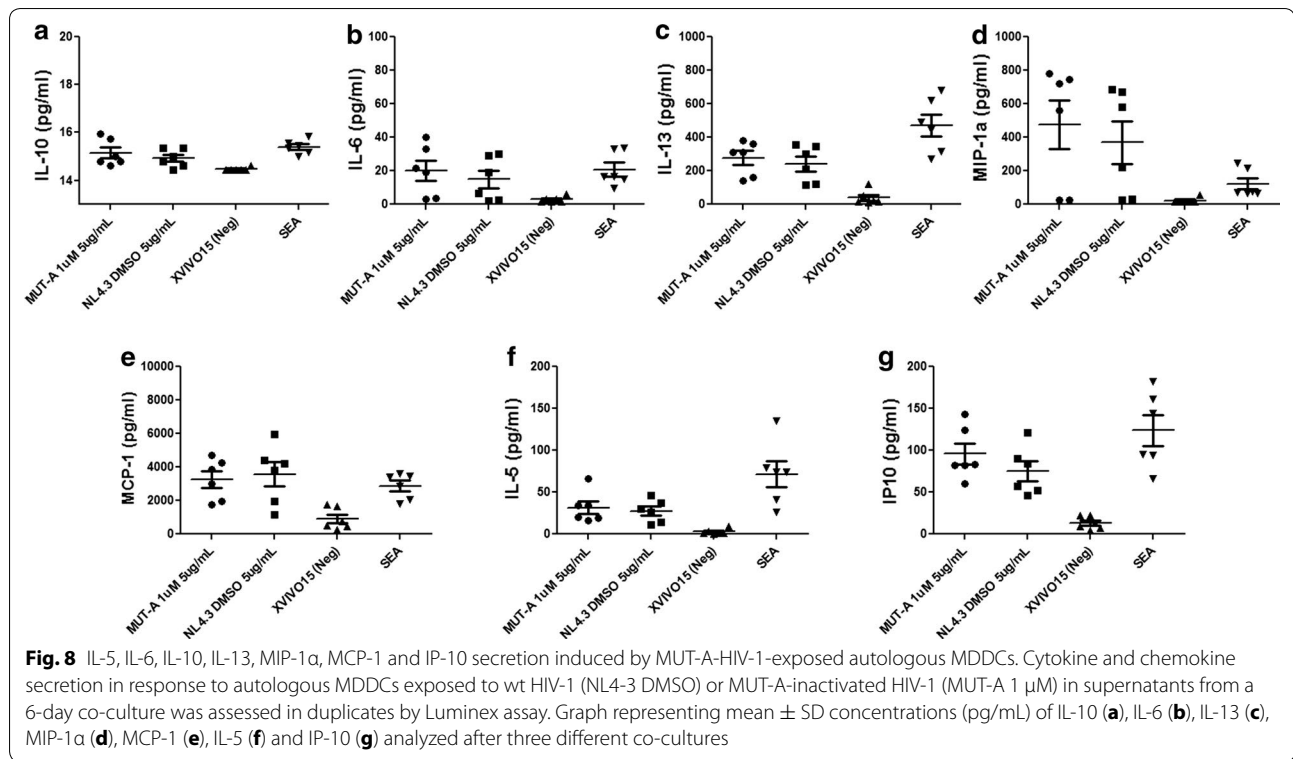 a
20
18
16
14
IL-10 (pg/ml)
MUT-A 1uM 5ug/mL
NL4.3 DMSO 5ug/mL
XVIVO15 (Neg)
SEA
b
100
80
60
40
20
0
IL-6 (pg/ml)
MUT-A 1uM 5ug/mL
NL4.3 DMSO 5ug/mL
XVIVO15 (Neg)
SEA
c
1000
800
600
400
200
0
IL-13 (pg/ml)
MUT-A 1uM 5ug/mL
NL4.3 DMSO 5ug/mL
XVIVO15 (Neg)
SEA
d
1000
800
600
400
200
0
MIP-1a (pg/ml)
MUT-A 1uM 5ug/mL
NL4.3 DMSO 5ug/mL
XVIVO15 (Neg)
SEA
e
10000
8000
6000
4000
2000
0
MCP-1 (pg/ml)
MUT-A 1uM 5ug/mL
NL4.3 DMSO 5ug/mL
XVIVO15 (Neg)
SEA
f
200
150
100
50
0
IL-5 (pg/ml)
MUT-A 1uM 5ug/mL
NL4.3 DMSO 5ug/mL
XVIVO15 (Neg)
SEA
g
200
150
100
50
0
IP10 (pg/ml)
MUT-A 1uM 5ug/mL
NL4.3 DMSO 5ug/mL
XVIVO15 (Neg)
SEA
Fig. 8 IL-5, IL-6, IL-10, IL-13, MIP-1α, MCP-1 and IP-10 secretion induced by MUT-A-HIV-1-exposed autologous MDDCs. Cytokine and chemokine
secretion in response to autologous MDDCs exposed to wt HIV-1 (NL4-3 DMSO) or MUT-A-inactivated HIV-1 (MUT-A 1 μM) in supernatants from a
6-day co-culture was assessed in duplicates by Luminex assay. Graph representing mean ± SD concentrations (pg/mL) of IL-10 (a), IL-6 (b), IL-13 (c),
MIP-1α (d), MCP-1 (e), IL-5 (f) and IP-10 (g) analyzed after three different co-cultures